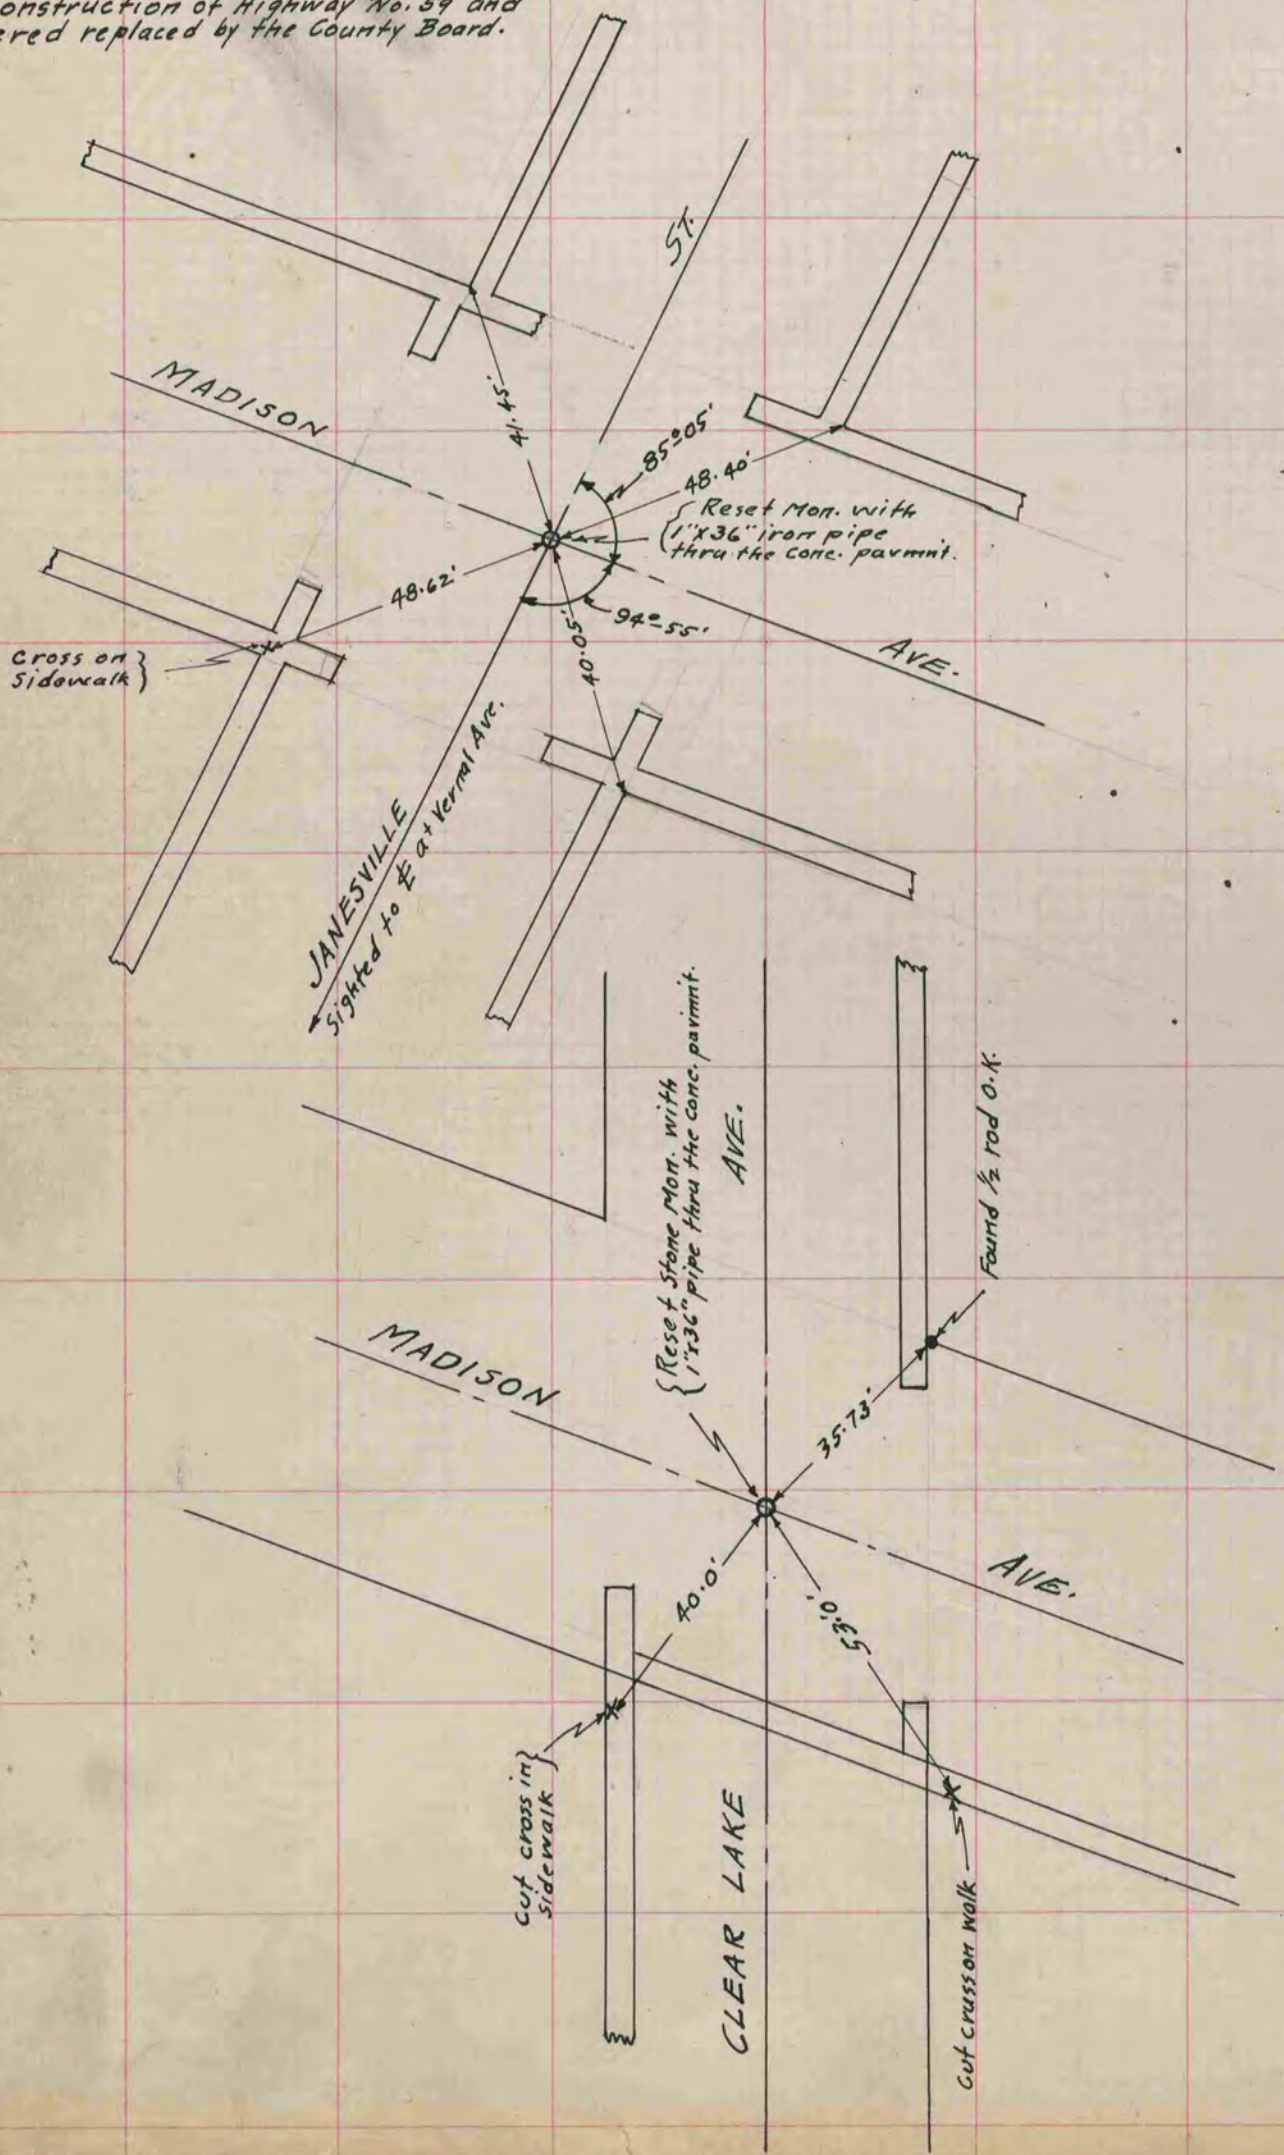 onstruction of Highway No. 59 and
ered replaced by the County Board.
ST.
MADISON
41.45'
85°05'
48.40'
Reset Mon. with
1"x36" iron pipe
thru the conc. pavmnt.
48.62'
94°-55'
40.05'
Cross on
Sidewalk
AVE.
JANESVILLE
Sighted to ₵ at Vernal Ave.
Reset Stone Mon. with
1"x36" pipe thru the conc. pavmnt.
AVE.
Found ½ rod O.K.
MADISON
35.73'
AVE.
40.0'
53.0'
Cut cross in
sidewalk
CLEAR LAKE
Cut cruss on walk